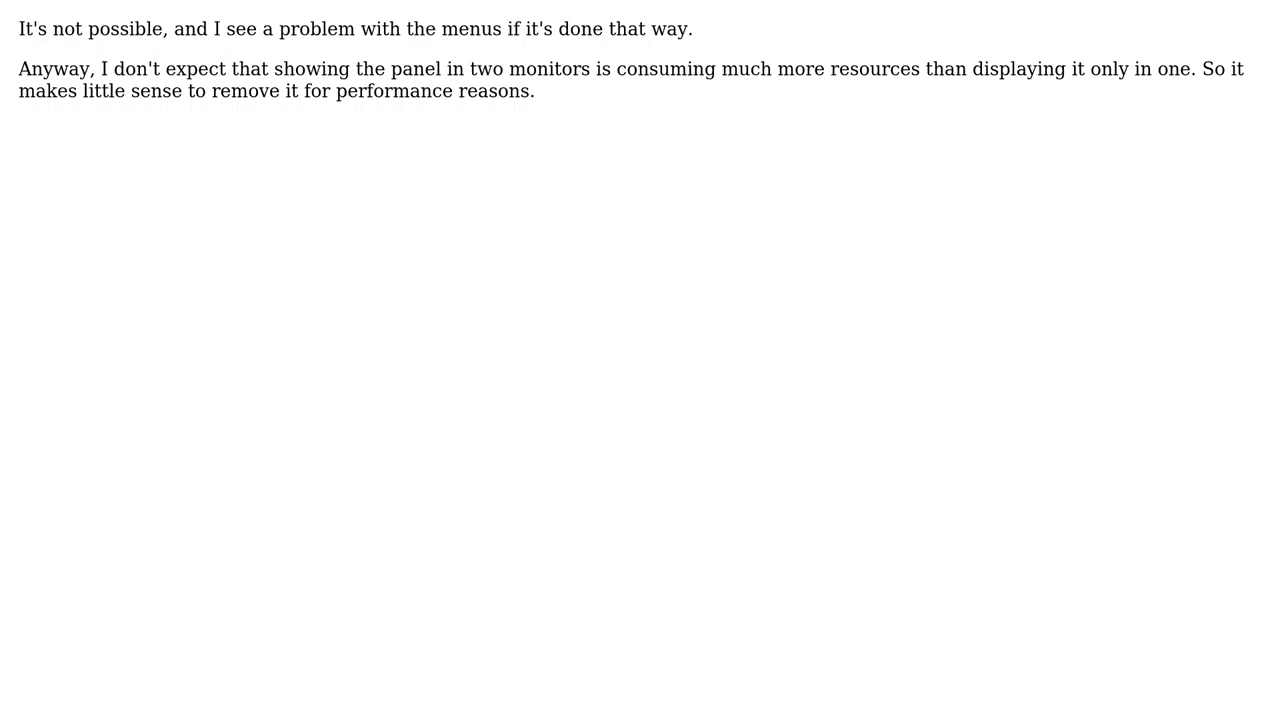 It's not possible, and I see a problem with the menus if it's done that way.
Anyway, I don't expect that showing the panel in two monitors is consuming much more resources than displaying it only in one. So it
makes little sense to remove it for performance reasons.